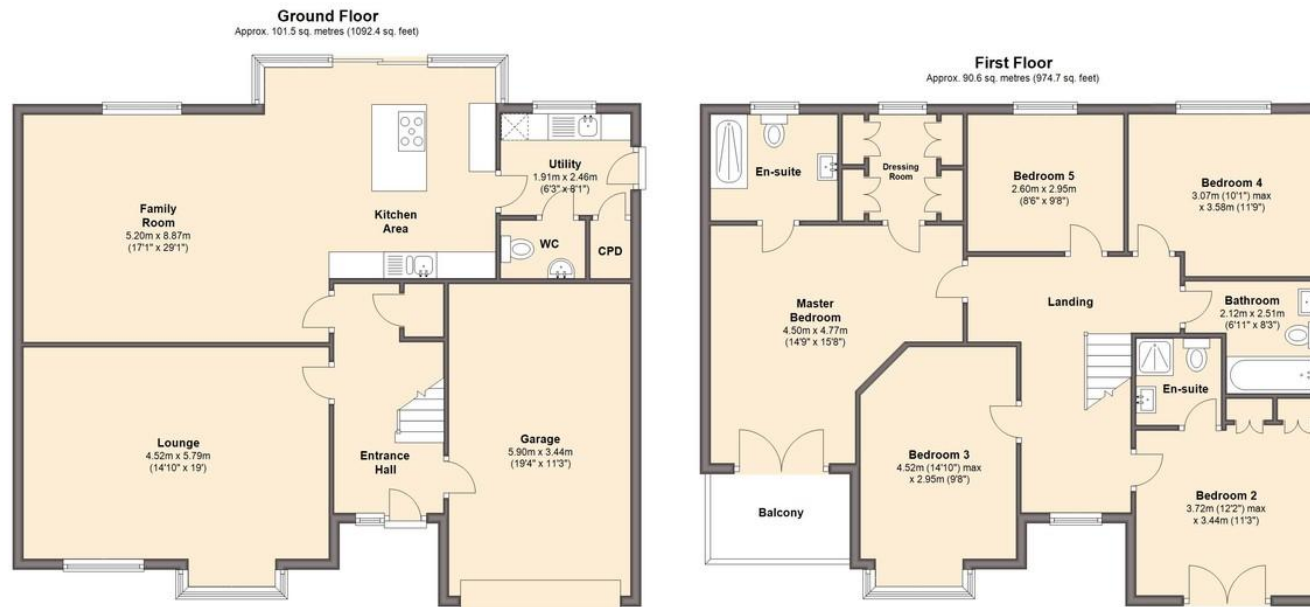 Ground Floor
Approx. 101.5 sq. metres (1092.4 sq. feet)
Family
Room
5.20m x 8.87m
(17'1" x 29'1")
Kitchen
Area
Utility
1.91m x 2.46m
(6'3" x 8'1")
WC
CPD
Lounge
4.52m x 5.79m
(14'10" x 19')
Entrance
Hall
Garage
5.90m x 3.44m
(19'4" x 11'3")
First Floor
Approx. 90.6 sq. metres (974.7 sq. feet)
En-suite
Dressing
Room
Bedroom 5
2.60m x 2.95m
(8'6" x 9'8")
Bedroom 4
3.07m (10'1") max
x 3.58m (11'9")
Master
Bedroom
4.50m x 4.77m
(14'9" x 15'8")
Landing
Bathroom
2.12m x 2.51m
(6'11" x 8'3")
En-suite
Bedroom 3
4.52m (14'10") max
x 2.95m (9'8")
Balcony
Bedroom 2
3.72m (12'2") max
x 3.44m (11'3")